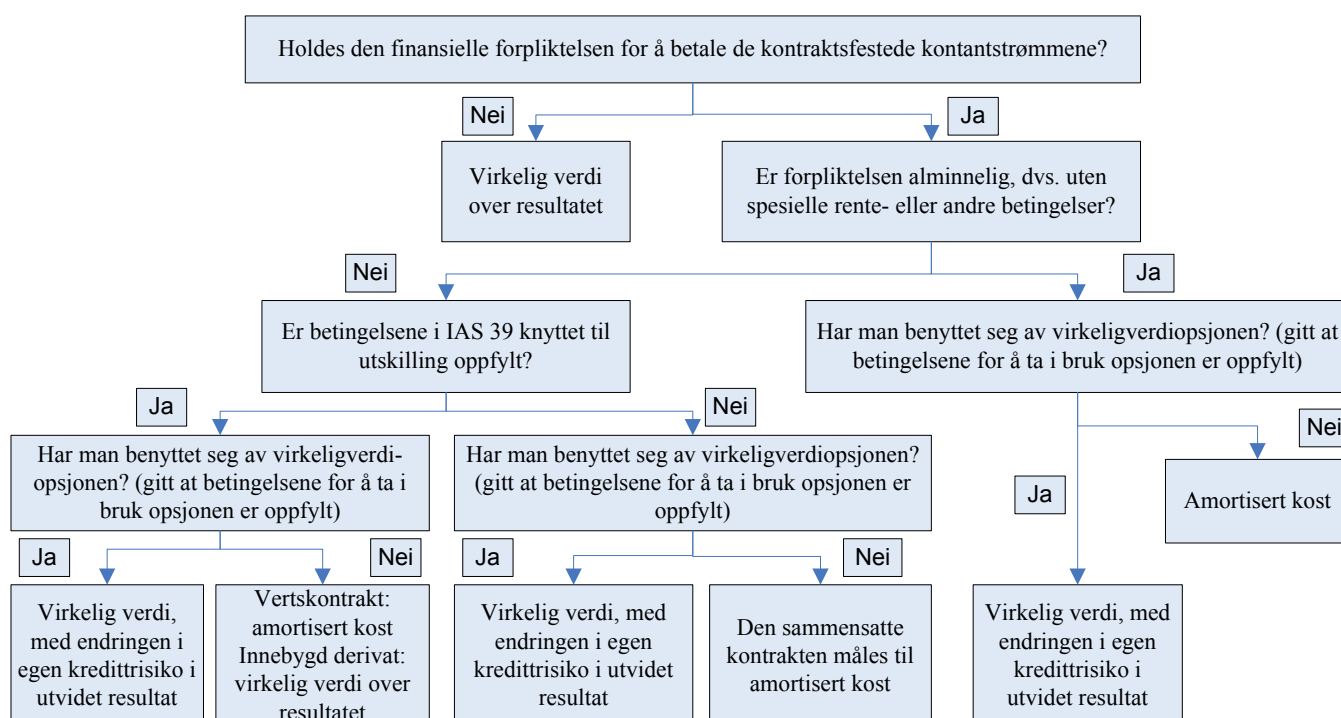 Holdes den finansielle forpliktelsen for å betale de kontraktsfestede kontantstrømmene?
Nei
Ja
Virkelig verdi
over resultatet
Er forpliktelsen alminnelig, dvs. uten
spesielle rente- eller andre betingelser?
Nei
Ja
Er betingelsene i IAS 39 knyttet til
utskilling oppfylt?
Har man benyttet seg av virkeligverdiopsjonen? (gitt at
betingelsene for å ta i bruk opsjonen er oppfylt)
Ja
Nei
Nei
Har man benyttet seg av virkeligverdi-
opsjonen? (gitt at betingelsene for å ta i
bruk opsjonen er oppfylt)
Har man benyttet seg av virkeligverdiopsjonen?
(gitt at betingelsene for å ta i bruk opsjonen er
oppfylt)
Ja
Amortisert kost
Ja
Nei
Ja
Nei
Virkelig verdi,
med endringen i
egen kredittrisiko i
utvidet resultat
Vertskontrakt:
amortisert kost
Innebygd derivat:
virkelig verdi over
resultatet
Virkelig verdi, med
endringen i egen
kredittrisiko i utvidet
resultat
Den sammensatte
kontrakten måles til
amortisert kost
Virkelig verdi, med
endringen i egen
kredittrisiko i
utvidet resultat